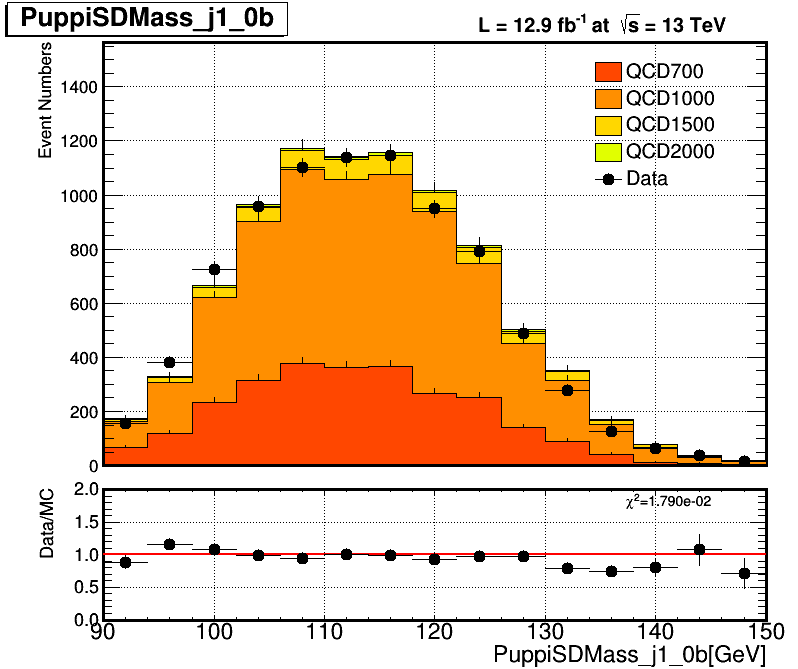 PuppiSDMass_j1_0b
L = 12.9 fb⁻¹ at √s = 13 TeV
Event Numbers
1400
1200
1000
800
600
400
200
0
QCD700
QCD1000
QCD1500
QCD2000
Data
Data/MC
2.0
1.5
1.0
0.5
0.0
χ²=1.790e-02
90 100 110 120 130 140 150
PuppiSDMass_j1_0b[GeV]